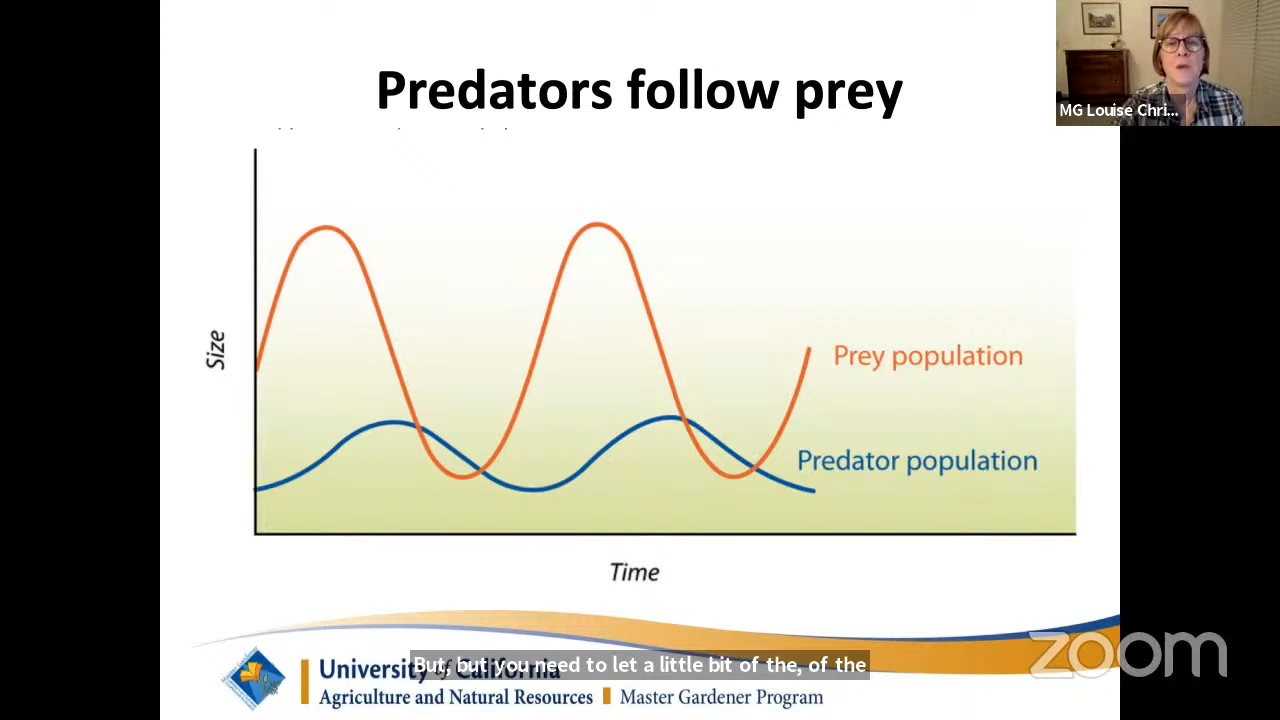 Predators follow prey
MG Louise Chri...
Size
Prey population
Predator population
Time
University of California
But, but you need to let a little bit of the, of the
Agriculture and Natural Resources Master Gardener Program
zoom